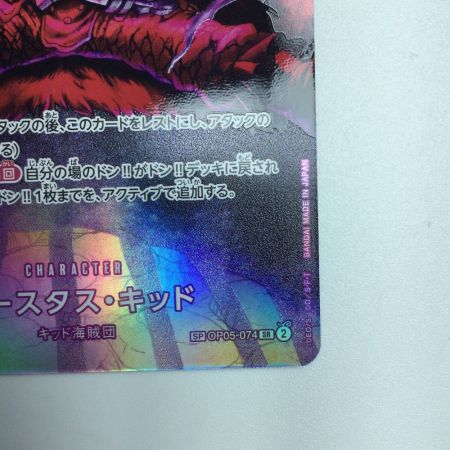 タックの後、このカードをレストにし、アタックの
る)
回 自分の場のドン!!がドン!!デッキに戻され
ドン!!1枚までを、アクティブで追加する。
CHARACTER
ースタス・キッド
キッド海賊団
SP OP05-074 SR 2
BANDAI MADE IN JAPAN